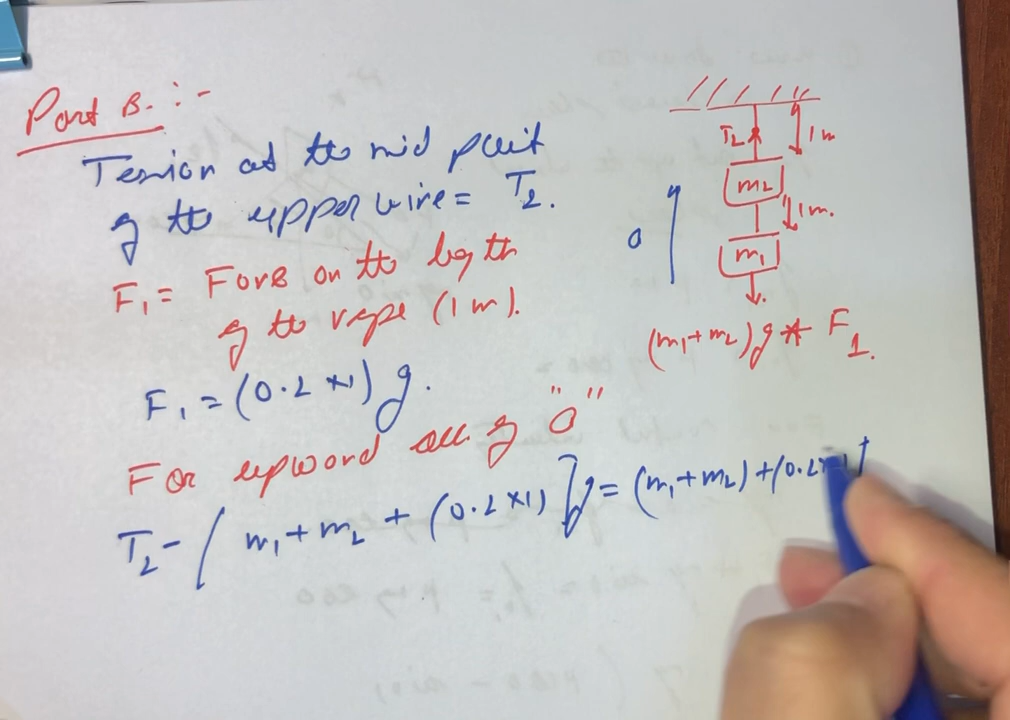 Part B. :-
Tension at the mid point
of the upper wire = T₂.
F₁ = Force on the length
of the rope (1 m).
F₁ = (0.2 × 1) g.
For upward acc. of "a"
T₂ - [ m₁ + m₂ + (0.2 × 1) ] g = (m₁ + m₂) + (0.2 × 1)
T₂
1 m
m₂
1 m.
a
m₁
(m₁ + m₂) g + F₁.